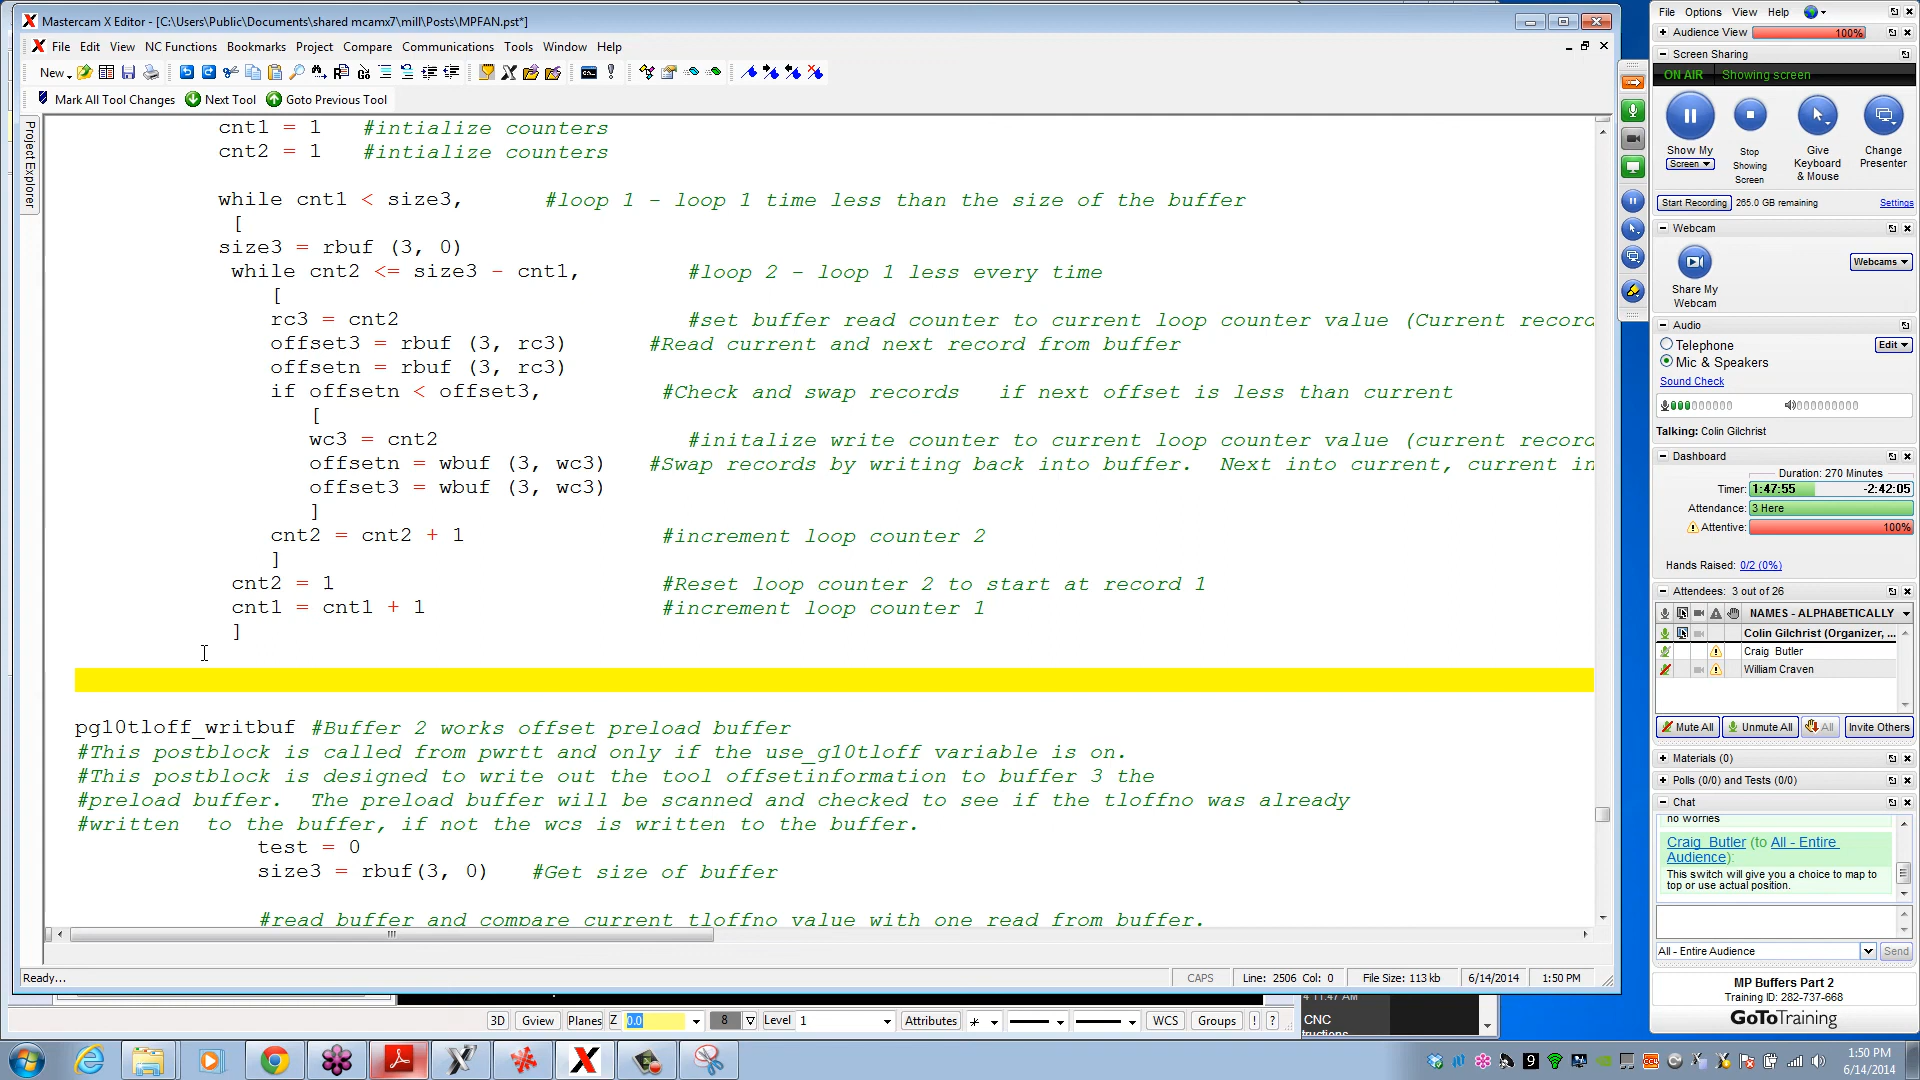 Mastercam X Editor - [C:\Users\Public\Documents\shared mcamx7\mill\Posts\MPFAN.pst*]
File Edit View NC Functions Bookmarks Project Compare Communications Tools Window Help
New
Mark All Tool Changes Next Tool Goto Previous Tool
Project Explorer
cnt1 = 1 #intialize counters
cnt2 = 1 #intialize counters
while cnt1 < size3, #loop 1 - loop 1 time less than the size of the buffer
[
size3 = rbuf (3, 0)
while cnt2 <= size3 - cnt1, #loop 2 - loop 1 less every time
[
rc3 = cnt2 #set buffer read counter to current loop counter value (Current record
offset3 = rbuf (3, rc3) #Read current and next record from buffer
offsetn = rbuf (3, rc3)
if offsetn < offset3, #Check and swap records if next offset is less than current
[
wc3 = cnt2 #initalize write counter to current loop counter value (current record
offsetn = wbuf (3, wc3) #Swap records by writing back into buffer. Next into current, current in
offset3 = wbuf (3, wc3)
]
cnt2 = cnt2 + 1 #increment loop counter 2
]
cnt2 = 1 #Reset loop counter 2 to start at record 1
cnt1 = cnt1 + 1 #increment loop counter 1
]
pg10tloff_writbuf #Buffer 2 works offset preload buffer
#This postblock is called from pwrtt and only if the use_g10tloff variable is on.
#This postblock is designed to write out the tool offsetinformation to buffer 3 the
#preload buffer. The preload buffer will be scanned and checked to see if the tloffno was already
#written to the buffer, if not the wcs is written to the buffer.
test = 0
size3 = rbuf(3, 0) #Get size of buffer
#read buffer and compare current tloffno value with one read from buffer.
Ready... CAPS Line: 2506 Col: 0 File Size: 113 kb 6/14/2014 1:50 PM
4 11:47 AM
CNC
tructions
3D Gview Planes Z 0.0 8 Level 1 Attributes WCS Groups ! ?
File Options View Help
Audience View 100%
Screen Sharing
ON AIR Showing screen
Show My Screen
Stop Showing Screen
Give Keyboard & Mouse
Change Presenter
Start Recording 265.0 GB remaining Settings
Webcam
Webcams
Share My Webcam
Audio
Telephone Edit
Mic & Speakers
Sound Check
Talking: Colin Gilchrist
Dashboard
Duration: 270 Minutes
Timer: 1:47:55 -2:42:05
Attendance: 3 Here
Attentive: 100%
Hands Raised: 0/2 (0%)
Attendees: 3 out of 26
NAMES - ALPHABETICALLY
Colin Gilchrist (Organizer, ...
Craig Butler
William Craven
Mute All Unmute All All Invite Others
Materials (0)
Polls (0/0) and Tests (0/0)
Chat
no worries
Craig Butler (to All - Entire Audience):
This switch will give you a choice to map to
top or use actual position.
All - Entire Audience Send
MP Buffers Part 2
Training ID: 282-737-668
GoToTraining
1:50 PM
6/14/2014